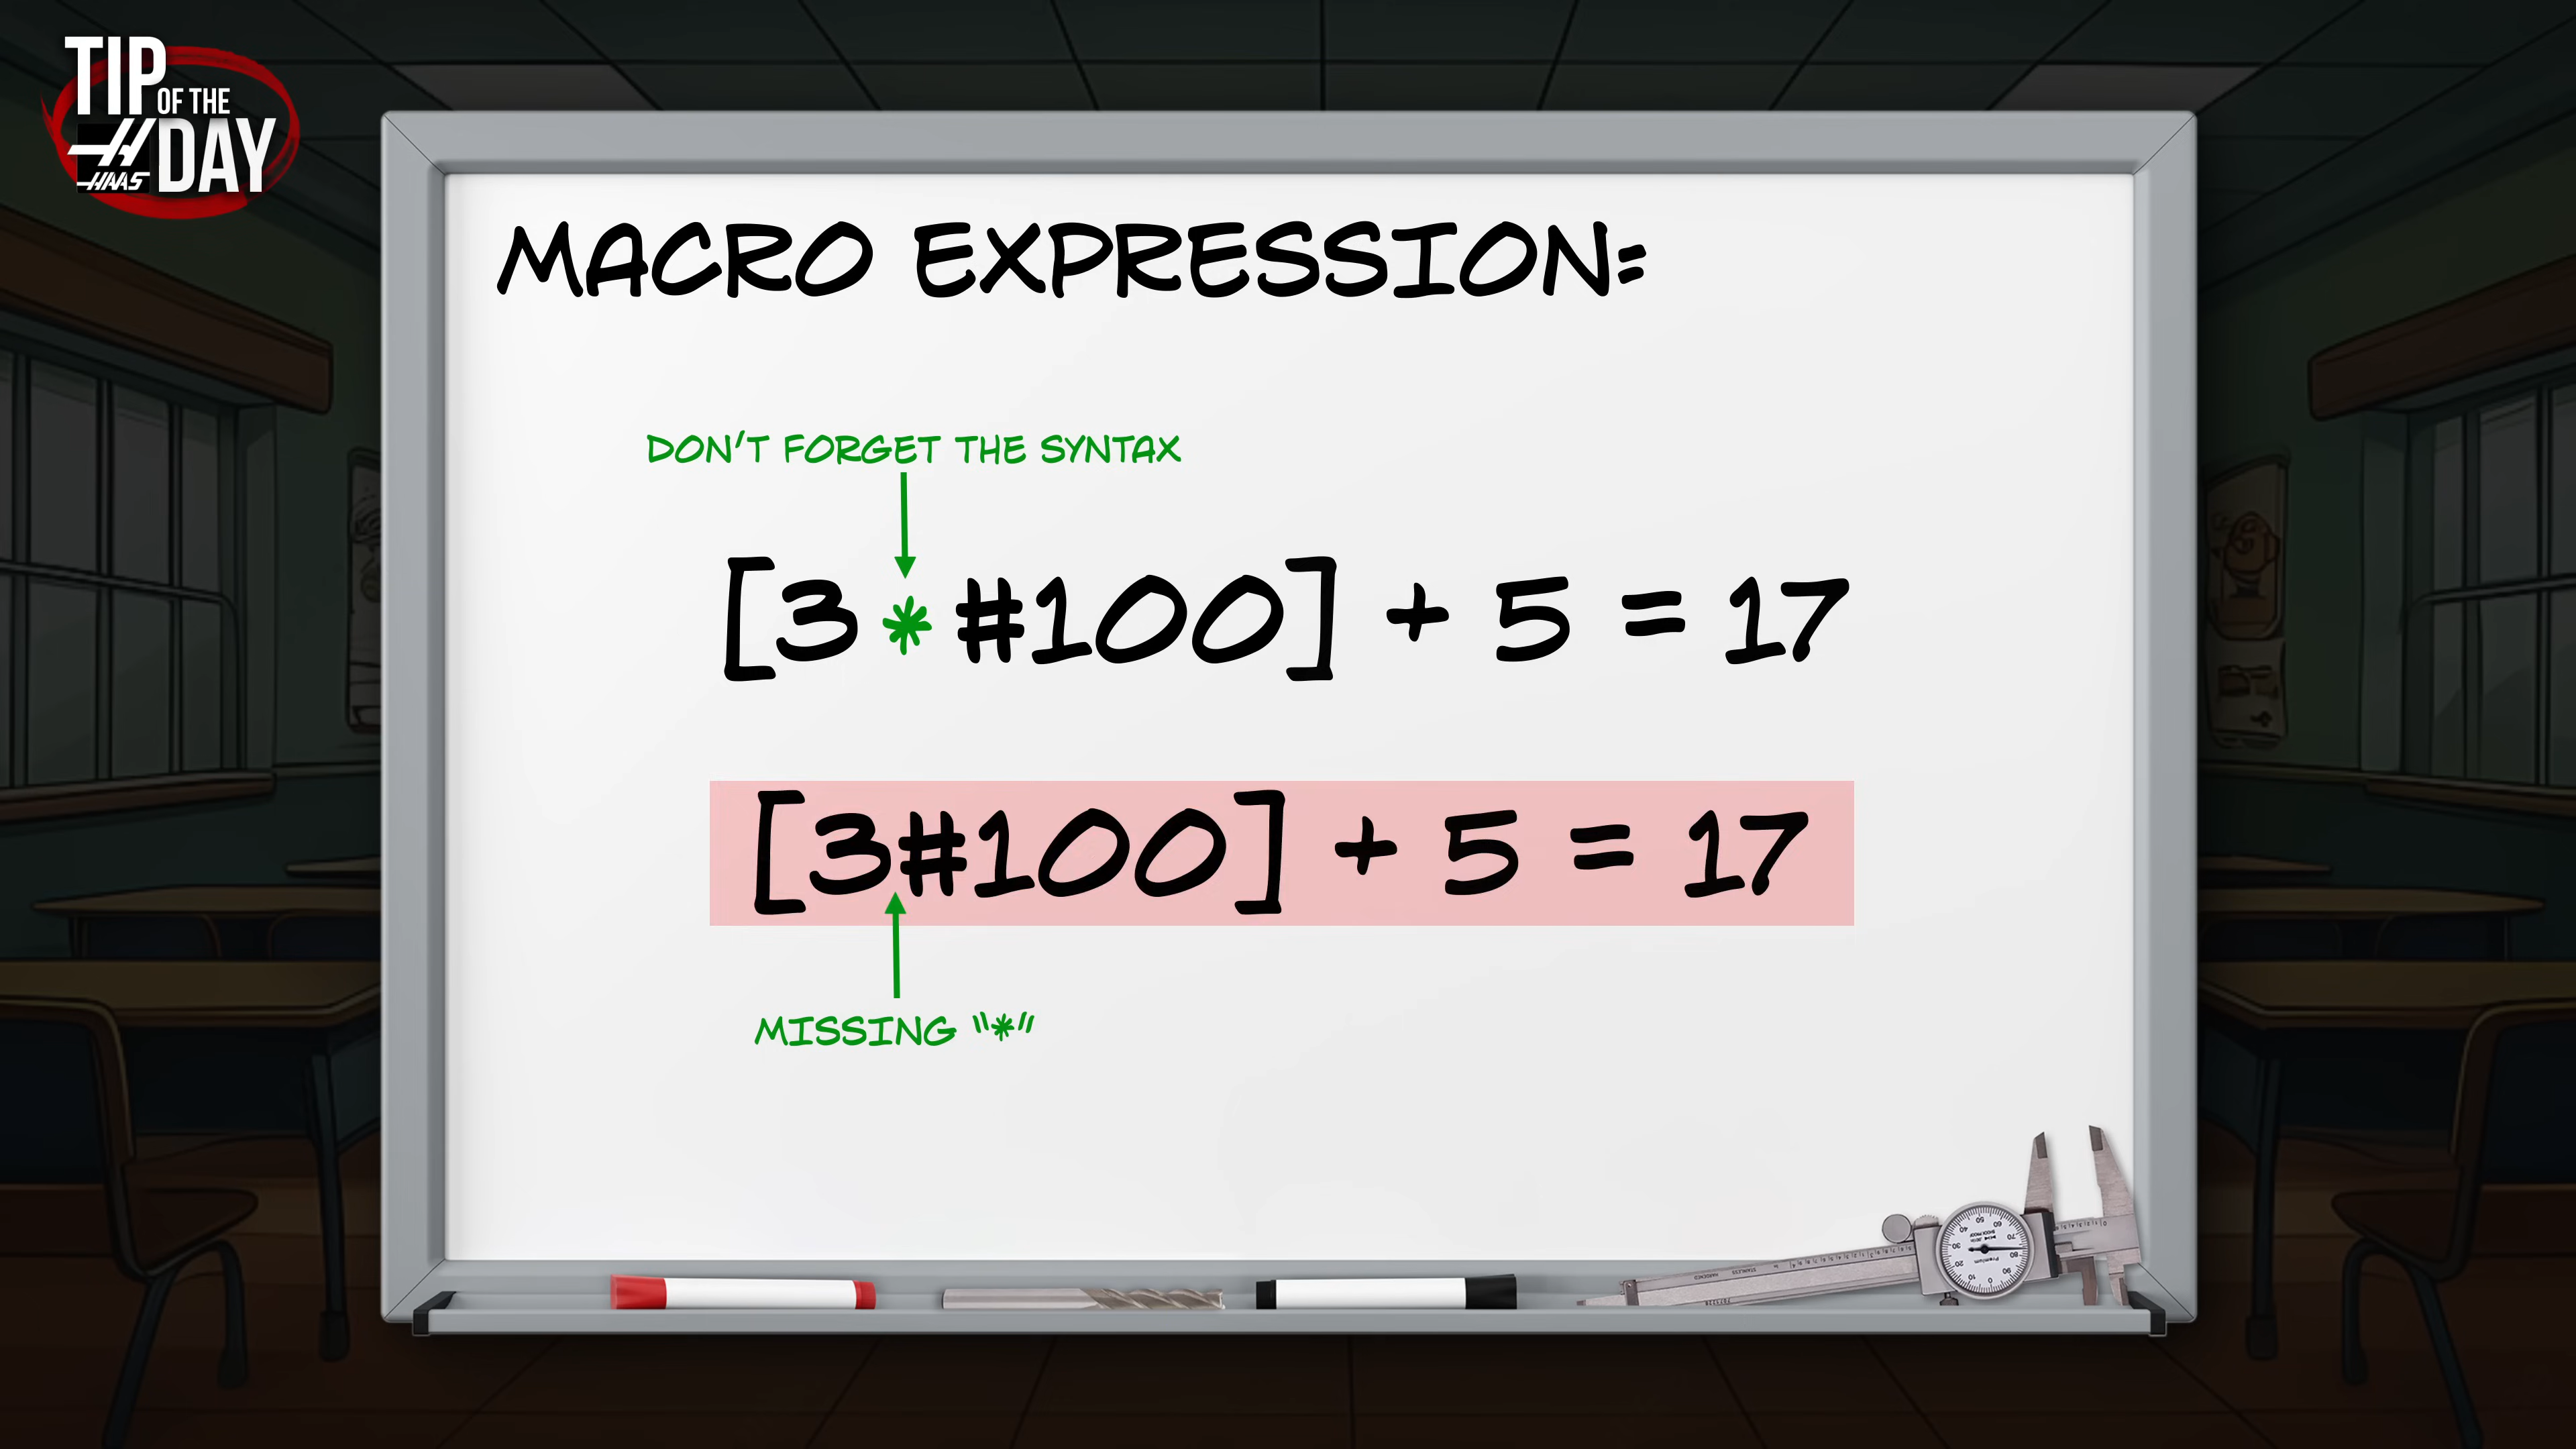 TIP
OF THE
DAY
HAAS
MACRO EXPRESSION:
DON'T FORGET THE SYNTAX
[3 * #100] + 5 = 17
[3#100] + 5 = 17
MISSING "*"